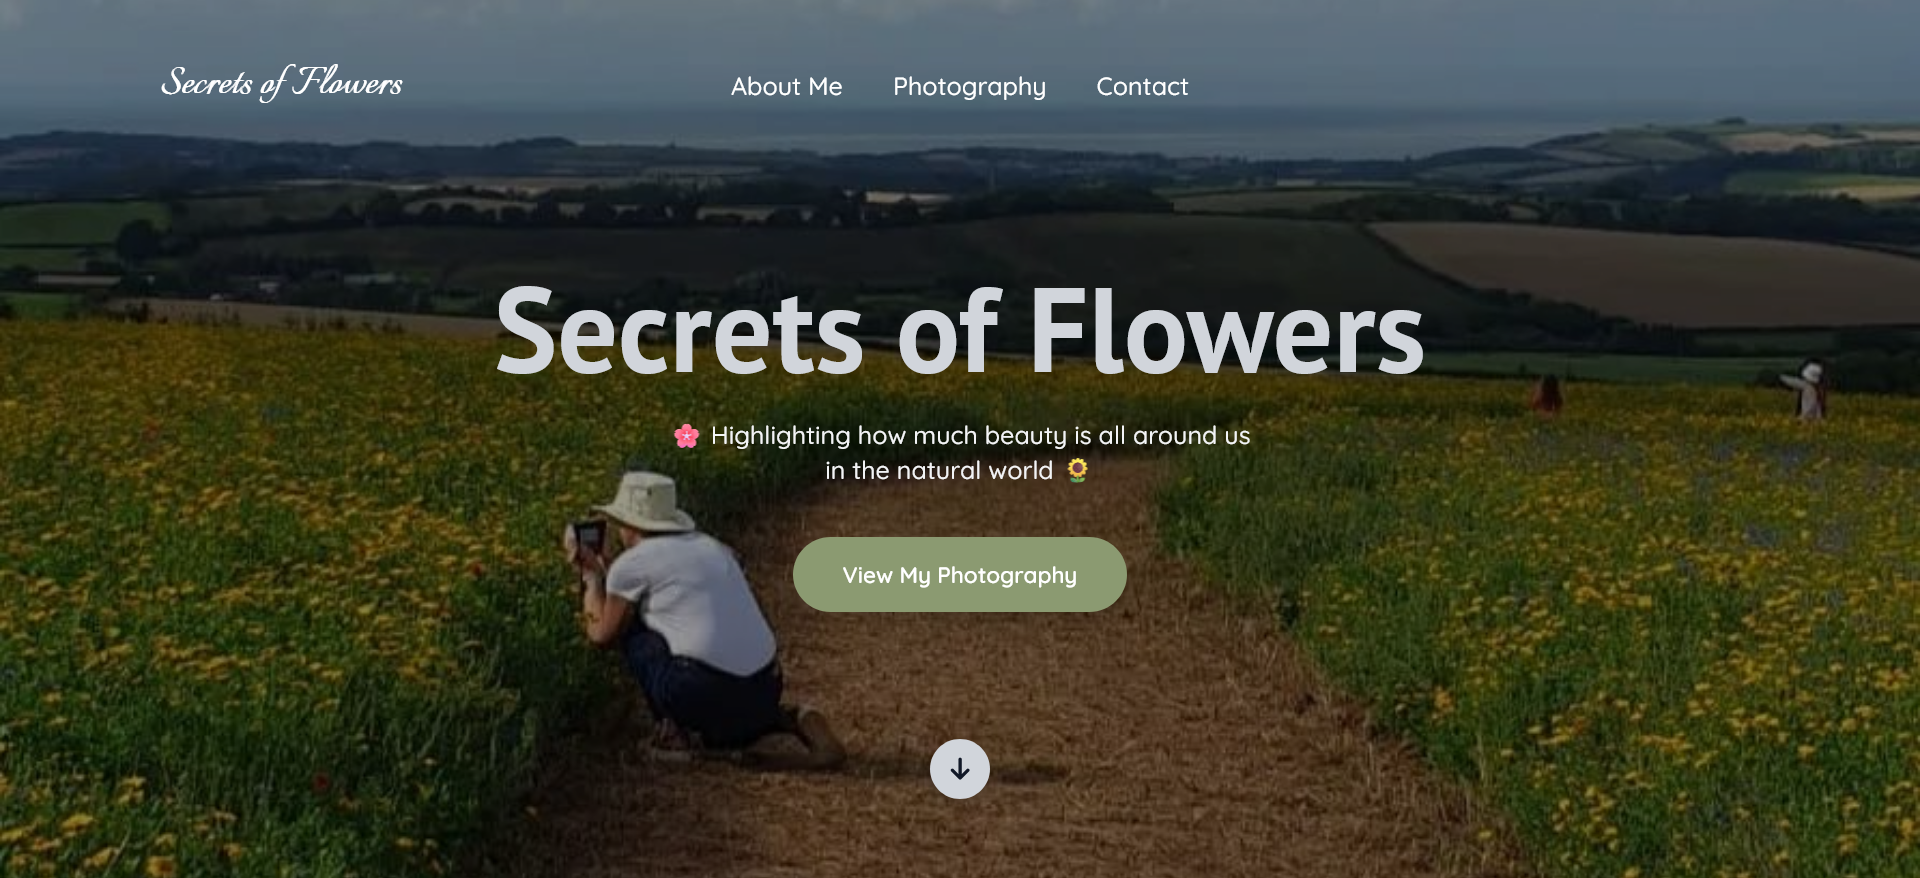 Secrets of Flowers
About Me
Photography
Contact
Secrets of Flowers
🌸 Highlighting how much beauty is all around us
in the natural world 🌻
View My Photography